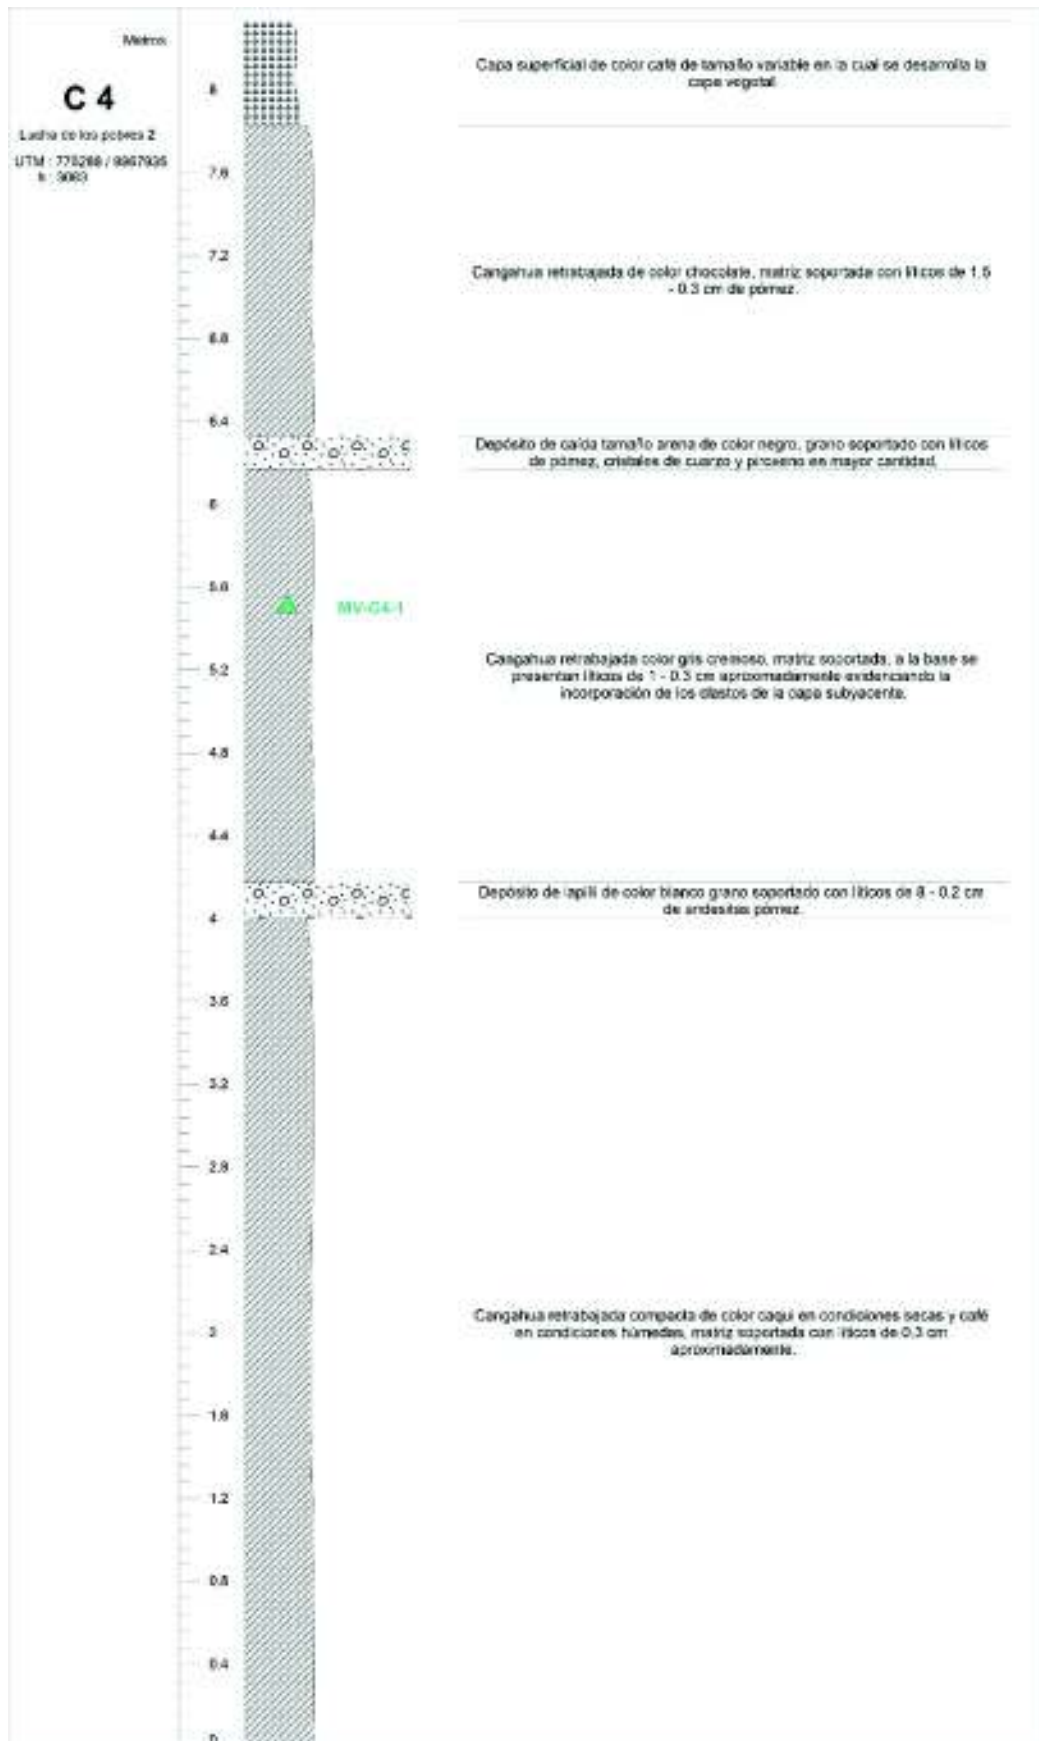 Metros
C 4
Lucha de los pobres 2
UTM : 770288 / 9967935
h : 3063
8
7.6
7.2
6.8
6.4
6
5.6
5.2
4.8
4.4
4
3.6
3.2
2.8
2.4
2
1.6
1.2
0.8
0.4
0
MV-C4-1
Capa superficial de color café de tamaño variable en la cual se desarrolla la
capa vegetal
Cangahua retrabajada de color chocolate, matriz soportada con líticos de 1.5
- 0.3 cm de pómez.
Depósito de caída tamaño arena de color negro, grano soportado con líticos
de pómez, cristales de cuarzo y piroxeno en mayor cantidad.
Cangahua retrabajada color gris cremoso, matriz soportada, a la base se
presentan líticos de 1 - 0.3 cm aproximadamente evidenciando la
incorporación de los clastos de la capa subyacente.
Depósito de lapilli de color blanco grano soportado con líticos de 8 - 0.2 cm
de andesitas pómez.
Cangahua retrabajada compacta de color caqui en condiciones secas y café
en condiciones húmedas, matriz soportada con líticos de 0,3 cm
aproximadamente.